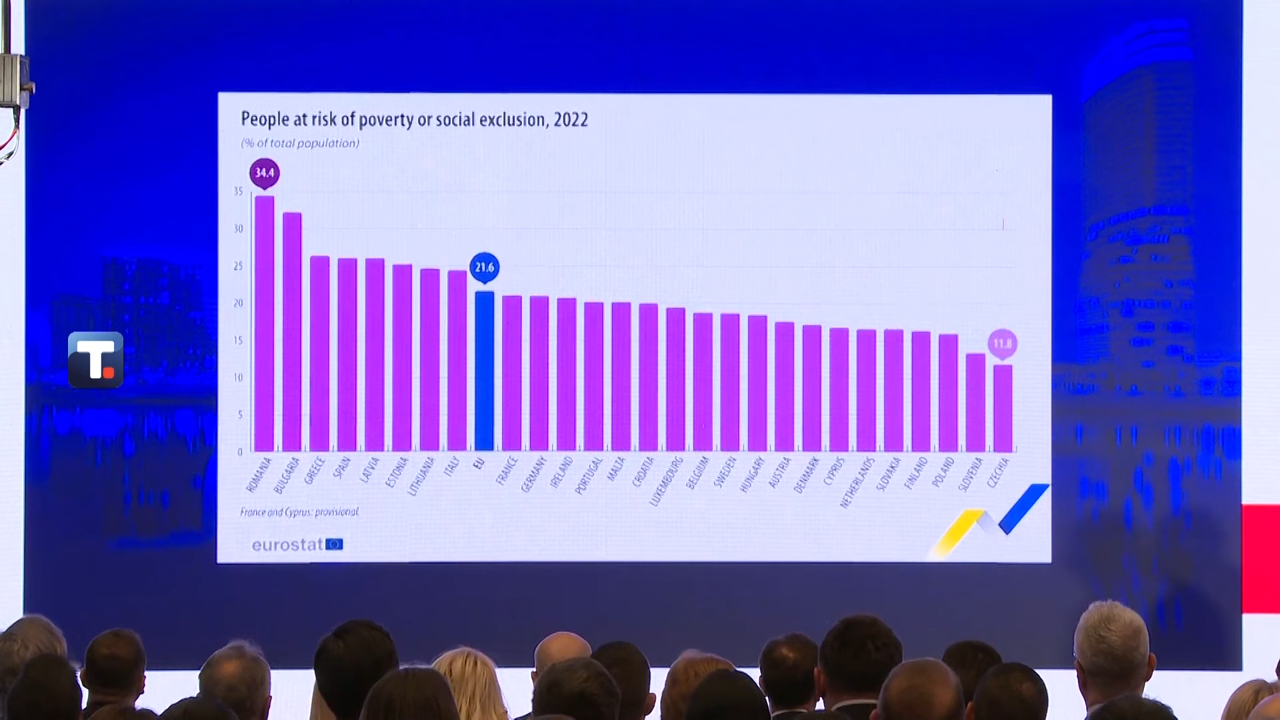 People at risk of poverty or social exclusion, 2022
(% of total population)
34.4
21.6
11.8
35
30
25
20
15
10
5
0
ROMANIA
BULGARIA
GREECE
SPAIN
LATVIA
ESTONIA
LITHUANIA
ITALY
EU
FRANCE
GERMANY
IRELAND
PORTUGAL
MALTA
CROATIA
LUXEMBOURG
BELGIUM
SWEDEN
HUNGARY
AUSTRIA
DENMARK
CYPRUS
NETHERLANDS
SLOVAKIA
FINLAND
POLAND
SLOVENIA
CZECHIA
France and Cyprus: provisional.
eurostat
T.